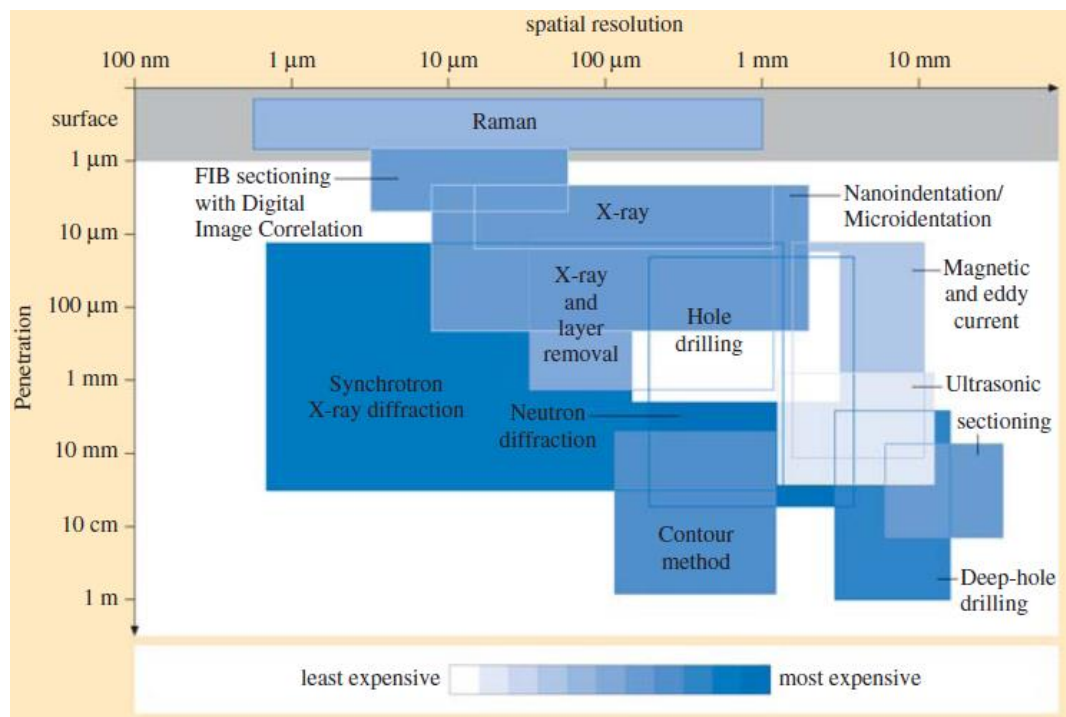 spatial resolution
100 nm
1 μm
10 μm
100 μm
1 mm
10 mm
Penetration
surface
1 μm
10 μm
100 μm
1 mm
10 mm
10 cm
1 m
Raman
FIB sectioning
with Digital
Image Correlation
X-ray
Nanoindentation/
Microidentation
X-ray
and
layer
removal
Hole
drilling
Magnetic
and eddy
current
Synchrotron
X-ray diffraction
Neutron
diffraction
Ultrasonic
sectioning
Contour
method
Deep-hole
drilling
least expensive
most expensive